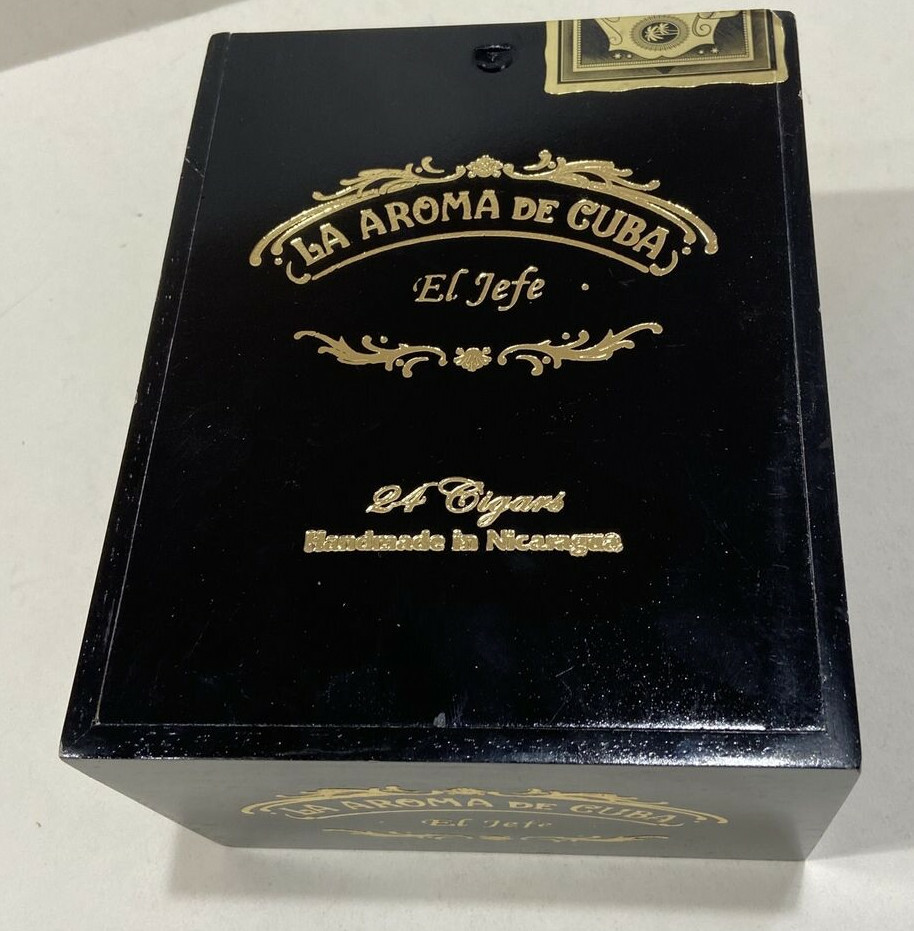 LA AROMA DE CUBA
El Jefe
24 Cigars
Handmade in Nicaragua
LA AROMA DE CUBA
El Jefe